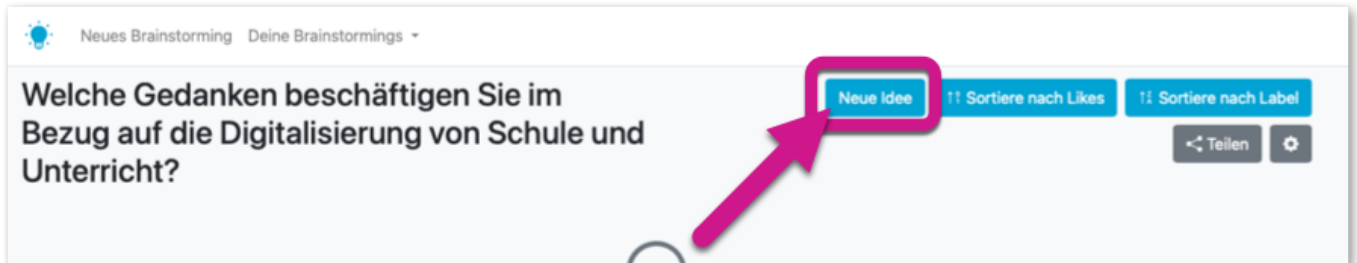 Neues Brainstorming Deine Brainstormings
Welche Gedanken beschäftigen Sie im
Bezug auf die Digitalisierung von Schule und
Unterricht?
Neue Idee
Sortiere nach Likes
Sortiere nach Label
Teilen